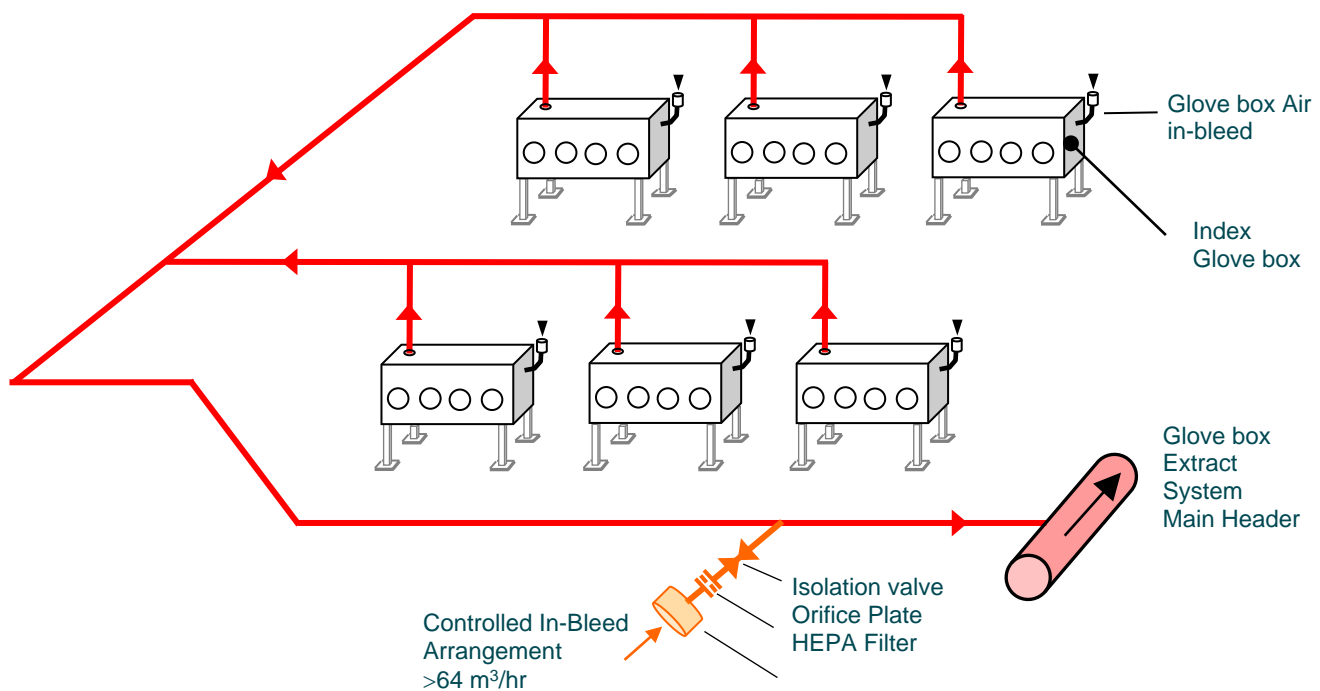 Glove box Air
in-bleed
Index
Glove box
Glove box
Extract
System
Main Header
Isolation valve
Orifice Plate
HEPA Filter
Controlled In-Bleed
Arrangement
>64 m³/hr